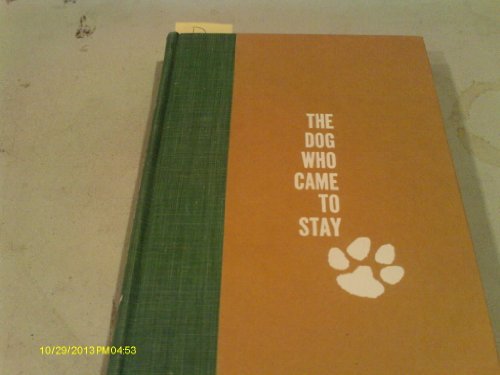 THE
DOG
WHO
CAME
TO
STAY
10/29/2013 PM 04:53